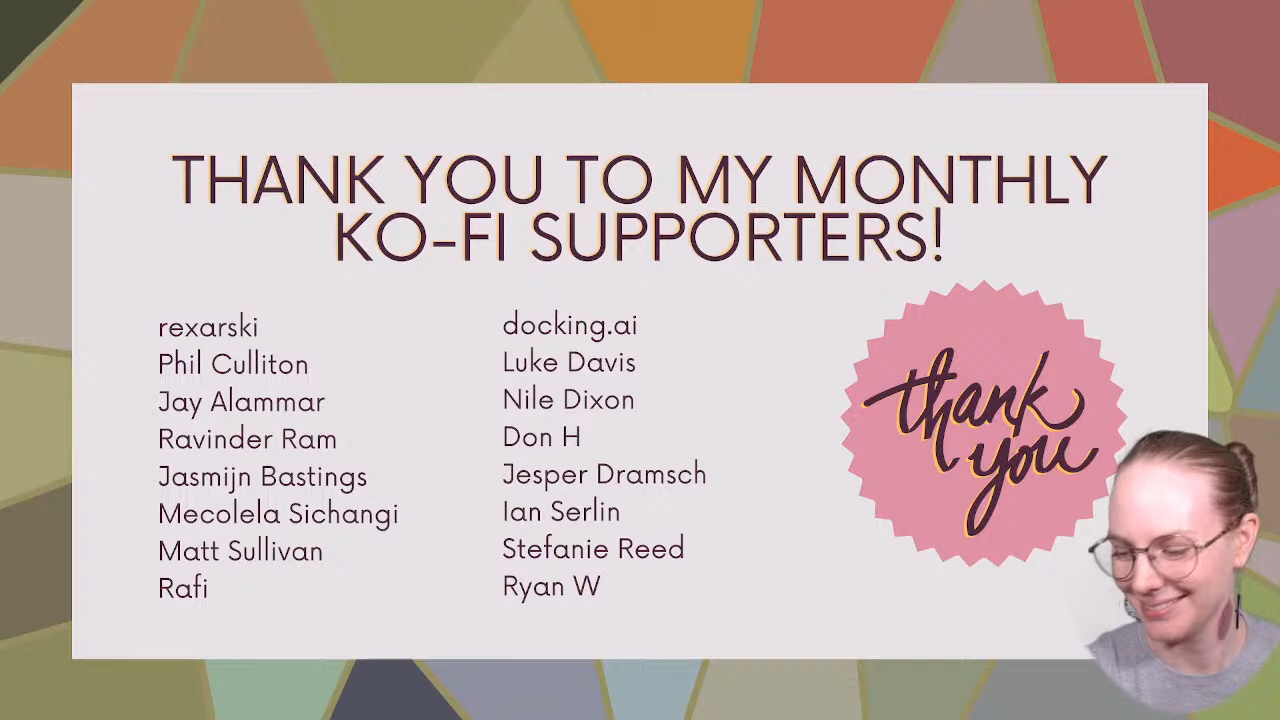 THANK YOU TO MY MONTHLY
KO-FI SUPPORTERS!
rexarski
Phil Culliton
Jay Alammar
Ravinder Ram
Jasmijn Bastings
Mecolela Sichangi
Matt Sullivan
Rafi
docking.ai
Luke Davis
Nile Dixon
Don H
Jesper Dramsch
Ian Serlin
Stefanie Reed
Ryan W
thank
you